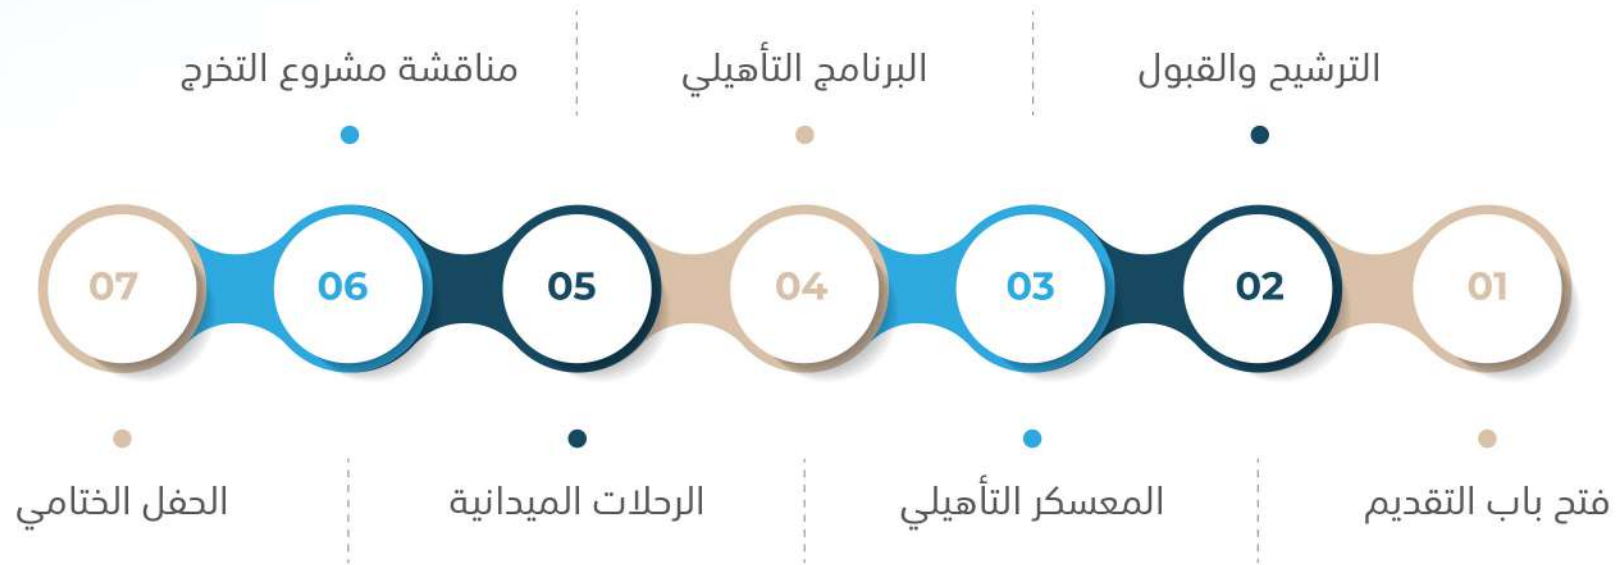 01
فتح باب التقديم
02
الترشيح والقبول
03
المعسكر التأهيلي
04
البرنامج التأهيلي
05
الرحلات الميدانية
06
مناقشة مشروع التخرج
07
الحفل الختامي